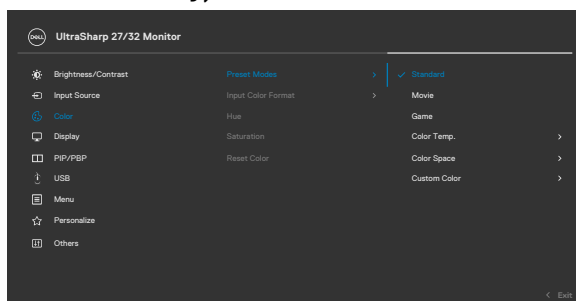 DELL UltraSharp 27/32 Monitor
Brightness/Contrast Preset Modes > ✓ Standard
Input Source Input Color Format > Movie
Color Hue Game
Display Saturation Color Temp. >
PIP/PBP Reset Color Color Space >
USB Custom Color >
Menu
Personalize
Others
< Exit